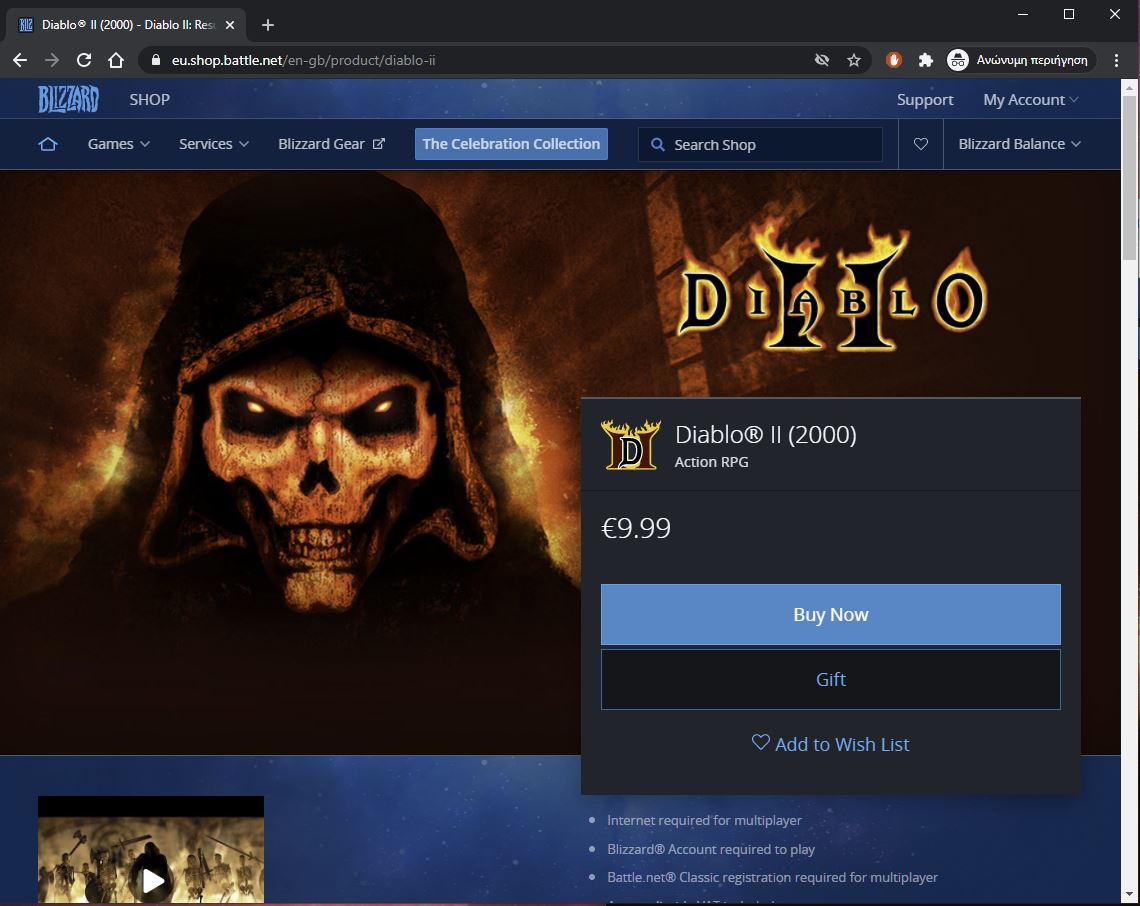 Diablo® II (2000) - Diablo II: Res
eu.shop.battle.net/en-gb/product/diablo-ii
Ανώνυμη περιήγηση
BLIZZARD
SHOP
Support
My Account
Games
Services
Blizzard Gear
The Celebration Collection
Search Shop
Blizzard Balance
DIABLO II
Diablo® II (2000)
Action RPG
€9.99
Buy Now
Gift
Add to Wish List
Internet required for multiplayer
Blizzard® Account required to play
Battle.net® Classic registration required for multiplayer